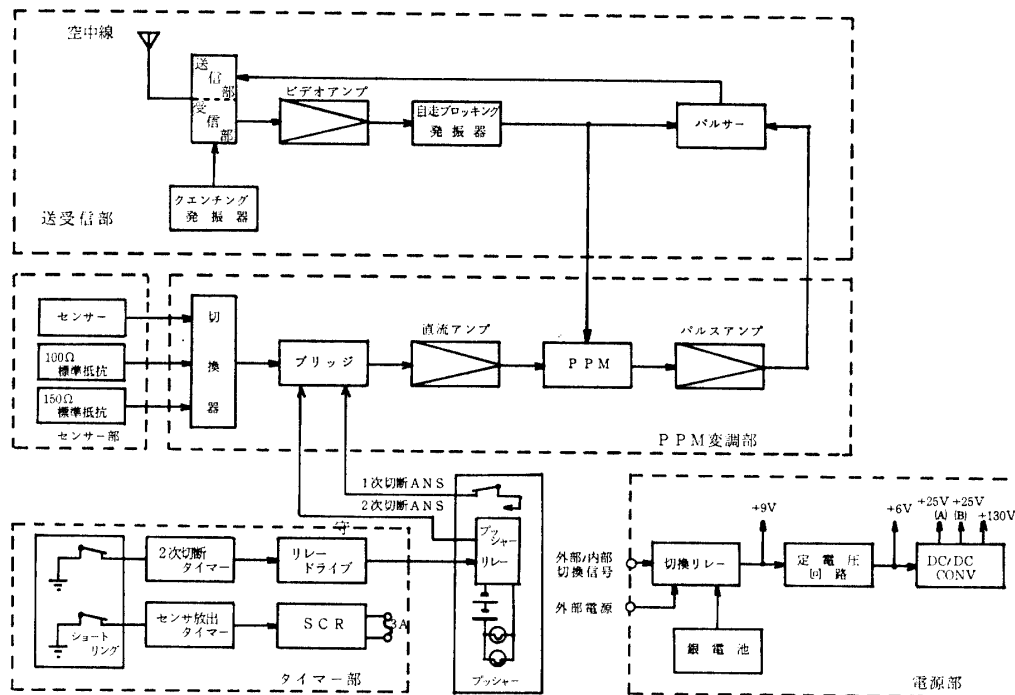 空中線
送信部
受信部
ビデオアンプ
自走ブロッキング
発振器
パルサー
クエンチング
発振器
送受信部
センサー
100Ω
標準抵抗
150Ω
標準抵抗
センサー部
切換器
ブリッジ
直流アンプ
PPM
パルスアンプ
PPM変調部
1次切断ANS
2次切断ANS
プッシャー
リレー
プッシャー
2次切断
タイマー
リレー
ドライブ
センサ放出
タイマー
SCR
3A
ショート
リング
タイマー部
外部/内部
切換信号
外部電源
切換リレー
+9V
定電圧
回路
+6V
+25V
(A)
+25V
(B)
+130V
DC/DC
CONV
銀電池
電源部